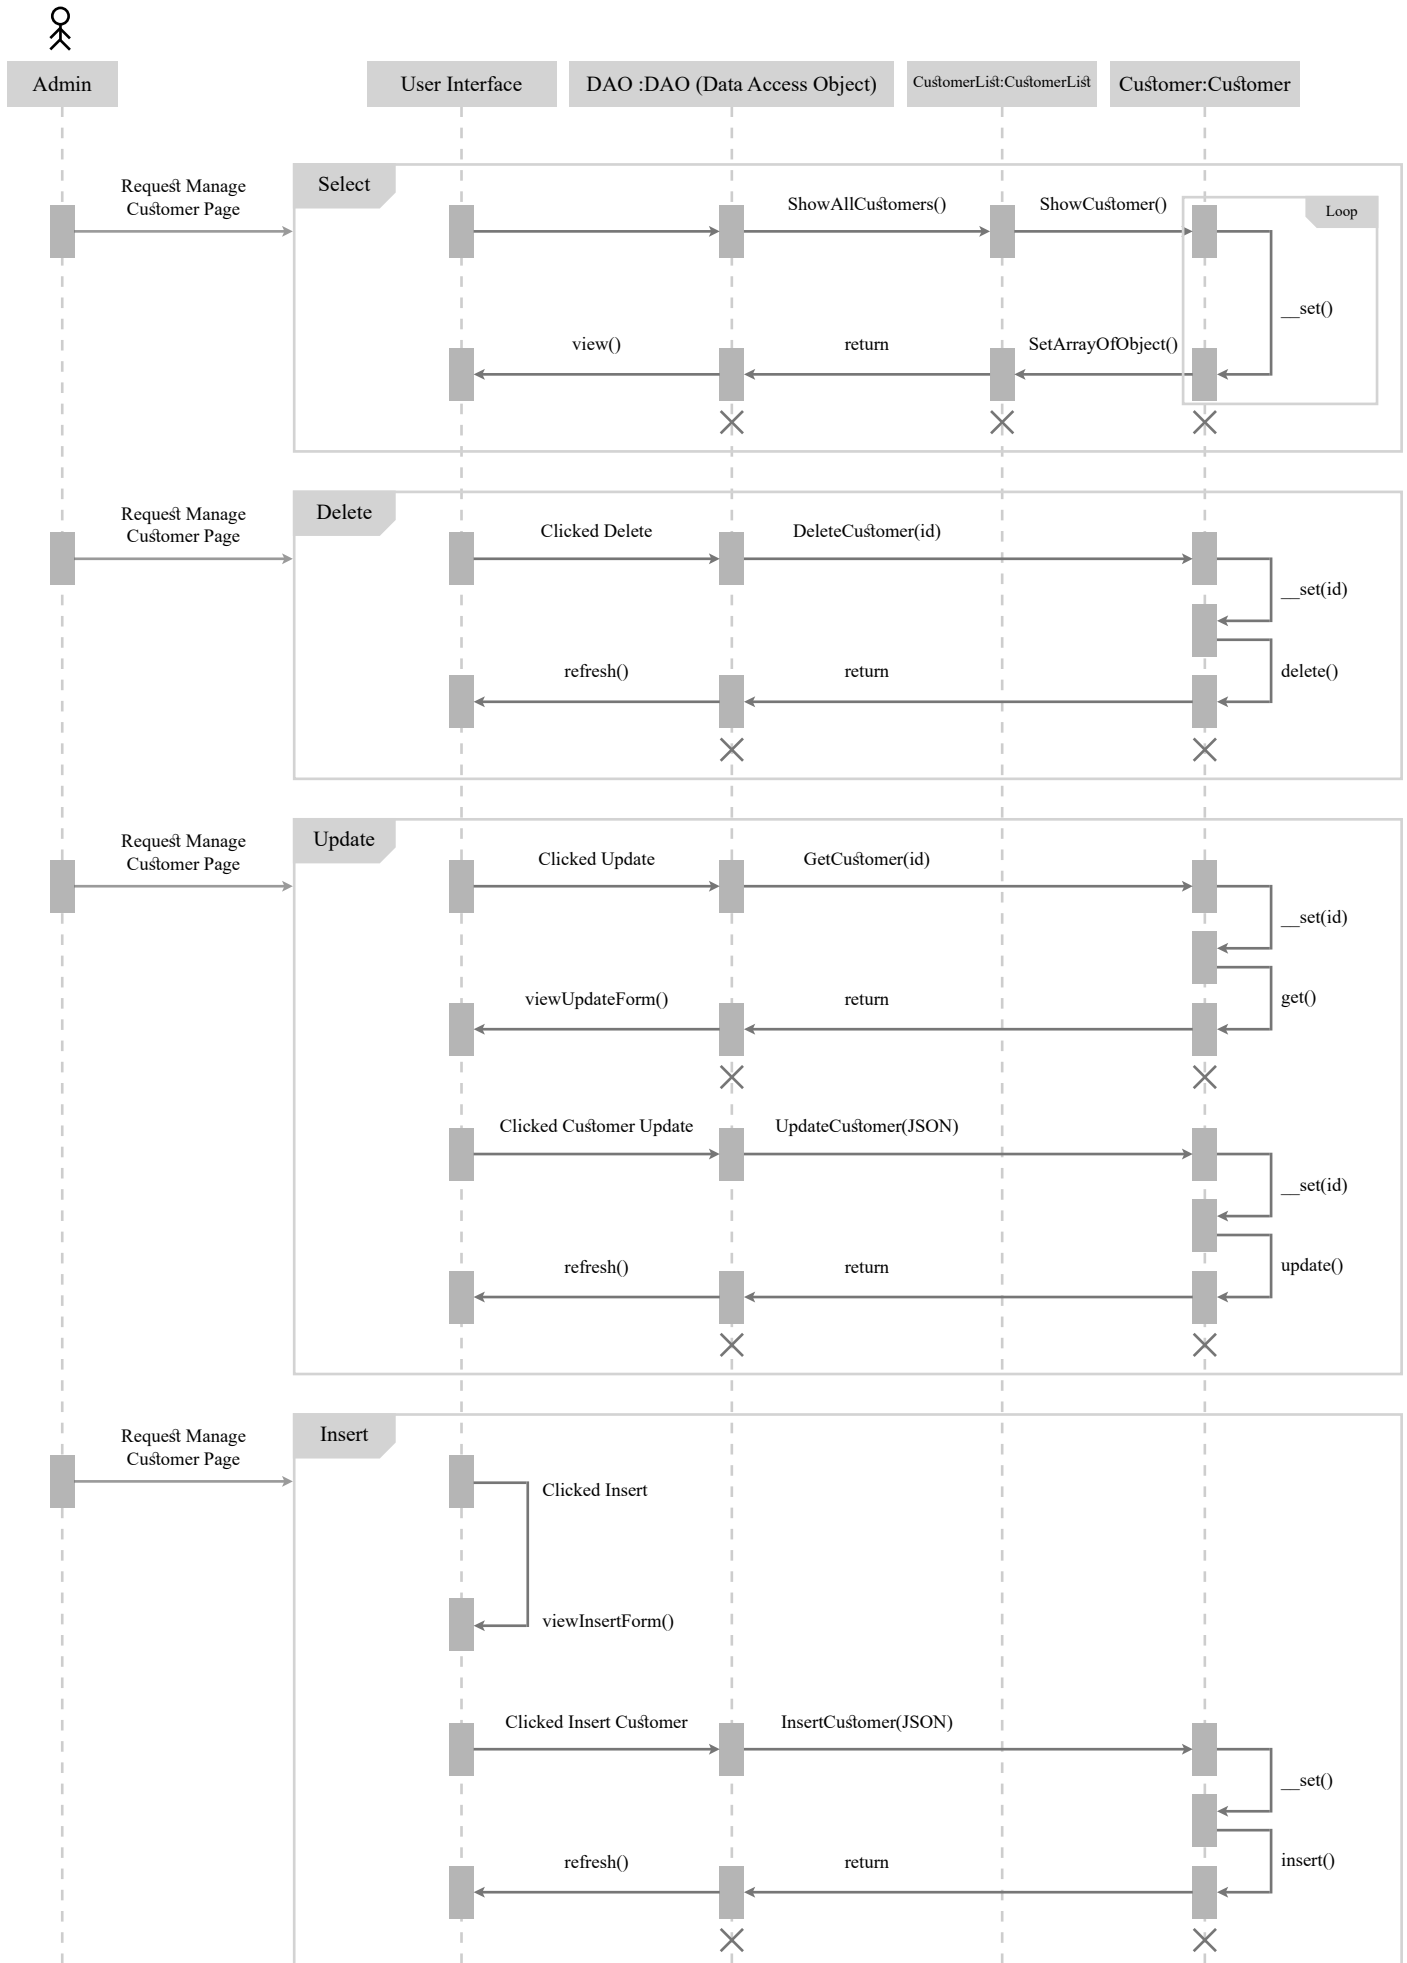 Admin
User Interface
DAO :DAO (Data Access Object)
CustomerList:CustomerList
Customer:Customer
Select
Request Manage
Customer Page
ShowAllCustomers()
ShowCustomer()
Loop
__set()
view()
return
SetArrayOfObject()
Delete
Request Manage
Customer Page
Clicked Delete
DeleteCustomer(id)
__set(id)
refresh()
return
delete()
Update
Request Manage
Customer Page
Clicked Update
GetCustomer(id)
__set(id)
viewUpdateForm()
return
get()
Clicked Customer Update
UpdateCustomer(JSON)
__set(id)
refresh()
return
update()
Insert
Request Manage
Customer Page
Clicked Insert
viewInsertForm()
Clicked Insert Customer
InsertCustomer(JSON)
__set()
refresh()
return
insert()